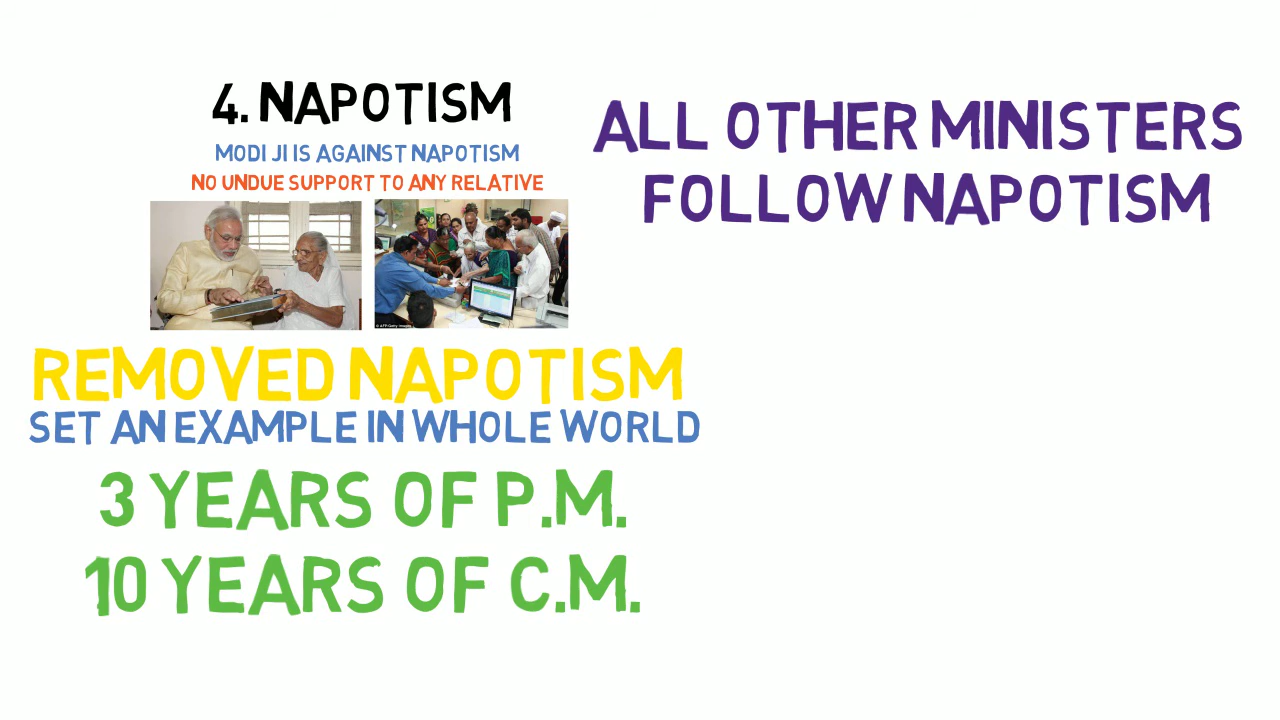 4. NAPOTISM
MODI JI IS AGAINST NAPOTISM
NO UNDUE SUPPORT TO ANY RELATIVE
REMOVED NAPOTISM
SET AN EXAMPLE IN WHOLE WORLD
3 YEARS OF P.M.
10 YEARS OF C.M.
ALL OTHER MINISTERS
FOLLOW NAPOTISM